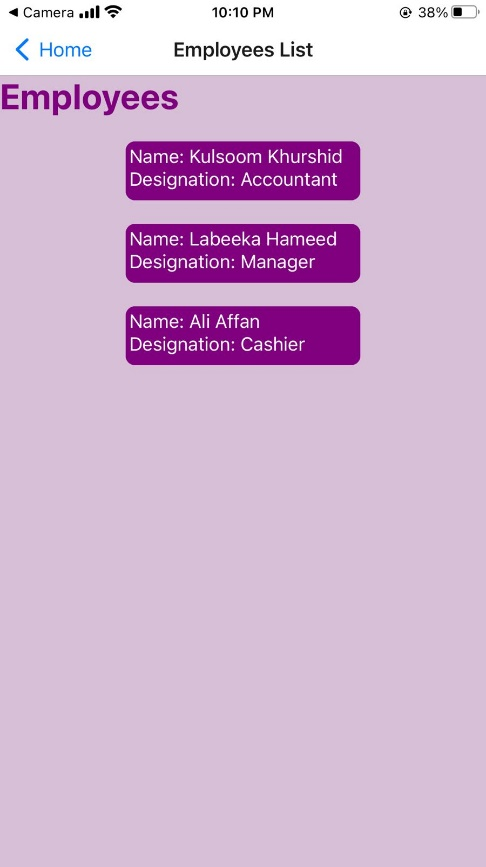 Camera 10:10 PM 38%
Home Employees List
Employees
Name: Kulsoom Khurshid
Designation: Accountant
Name: Labeeka Hameed
Designation: Manager
Name: Ali Affan
Designation: Cashier